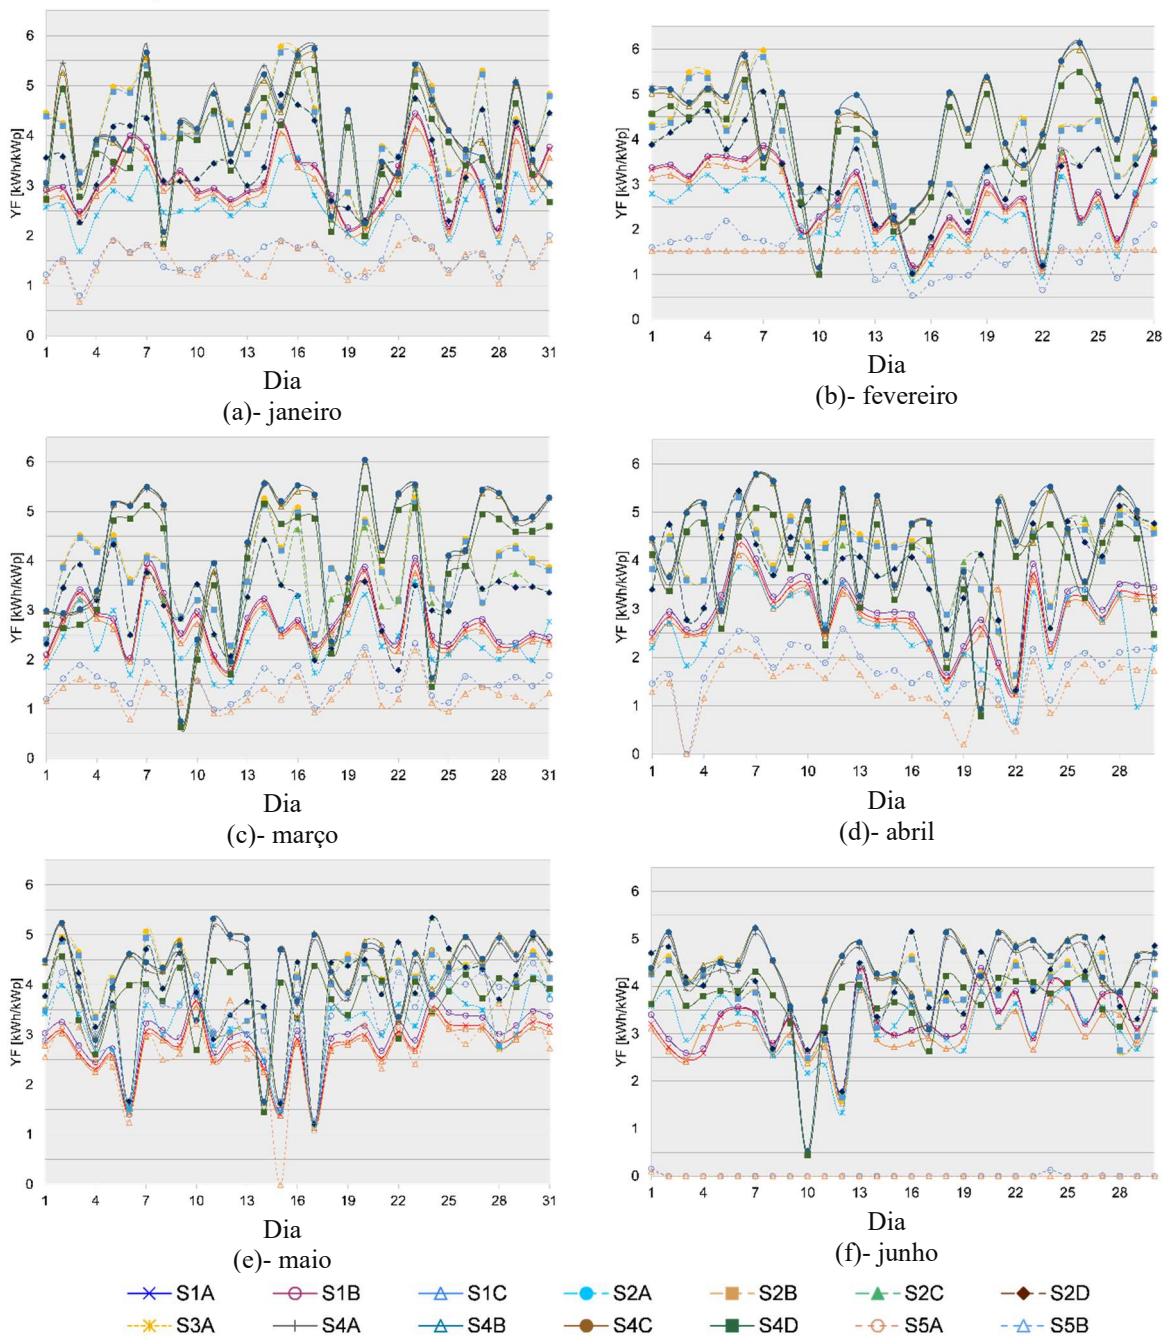 6
5
4
3
2
1
0
YF [kWh/kWp]
1 4 7 10 13 16 19 22 25 28 31
Dia
(a)- janeiro
6
5
4
3
2
1
0
YF [kWh/kWp]
1 4 7 10 13 16 19 22 25 28
Dia
(b)- fevereiro
6
5
4
3
2
1
0
YF [kWh/kWp]
1 4 7 10 13 16 19 22 25 28 31
Dia
(c)- março
6
5
4
3
2
1
0
YF [kWh/kWp]
1 4 7 10 13 16 19 22 25 28
Dia
(d)- abril
6
5
4
3
2
1
0
YF [kWh/kWp]
1 4 7 10 13 16 19 22 25 28 31
Dia
(e)- maio
6
5
4
3
2
1
0
YF [kWh/kWp]
1 4 7 10 13 16 19 22 25 28
Dia
(f)- junho
S1A S1B S1C S2A S2B S2C S2D
S3A S4A S4B S4C S4D S5A S5B